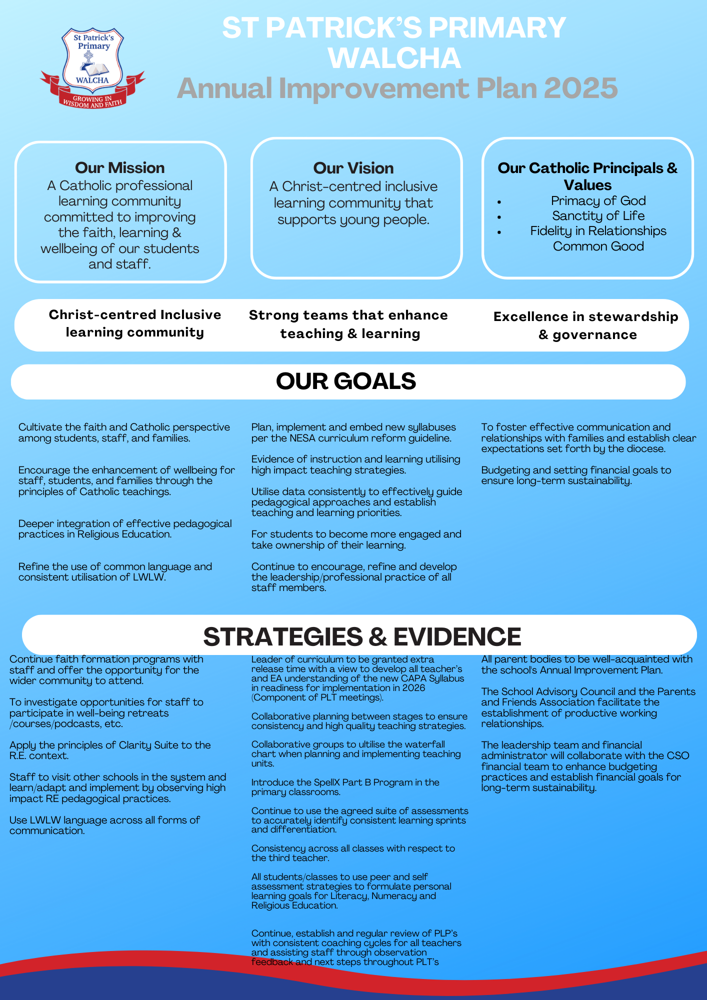 St Patrick's
Primary
WALCHA
GROWING IN
WISDOM AND FAITH
ST PATRICK'S PRIMARY
WALCHA
Annual Improvement Plan 2025
Our Mission
A Catholic professional
learning community
committed to improving
the faith, learning &
wellbeing of our students
and staff.
Our Vision
A Christ-centred inclusive
learning community that
supports young people.
Our Catholic Principals &
Values
• Primacy of God
• Sanctity of Life
• Fidelity in Relationships
Common Good
Christ-centred Inclusive
learning community
Strong teams that enhance
teaching & learning
Excellence in stewardship
& governance
OUR GOALS
Cultivate the faith and Catholic perspective
among students, staff, and families.
Encourage the enhancement of wellbeing for
staff, students, and families through the
principles of Catholic teachings.
Deeper integration of effective pedagogical
practices in Religious Education.
Refine the use of common language and
consistent utilisation of LWLW.
Plan, implement and embed new syllabuses
per the NESA curriculum reform guideline.
Evidence of instruction and learning utilising
high impact teaching strategies.
Utilise data consistently to effectively guide
pedagogical approaches and establish
teaching and learning priorities.
For students to become more engaged and
take ownership of their learning.
Continue to encourage, refine and develop
the leadership/professional practice of all
staff members.
To foster effective communication and
relationships with families and establish clear
expectations set forth by the diocese.
Budgeting and setting financial goals to
ensure long-term sustainability.
STRATEGIES & EVIDENCE
Continue faith formation programs with
staff and offer the opportunity for the
wider community to attend.
To investigate opportunities for staff to
participate in well-being retreats
/courses/podcasts, etc.
Apply the principles of Clarity Suite to the
R.E. context.
Staff to visit other schools in the system and
learn/adapt and implement by observing high
impact RE pedagogical practices.
Use LWLW language across all forms of
communication.
Leader of curriculum to be granted extra
release time with a view to develop all teacher's
and EA understanding of the new CAPA Syllabus
in readiness for implementation in 2026
(Component of PLT meetings).
Collaborative planning between stages to ensure
consistency and high quality teaching strategies.
Collaborative groups to ultilise the waterfall
chart when planning and implementing teaching
units.
Introduce the SpellX Part B Program in the
primary classrooms.
Continue to use the agreed suite of assessments
to accurately identify consistent learning sprints
and differentiation.
Consistency across all classes with respect to
the third teacher.
All students/classes to use peer and self
assessment strategies to formulate personal
learning goals for Literacy, Numeracy and
Religious Education.
Continue, establish and regular review of PLP's
with consistent coaching cycles for all teachers
and assisting staff through observation
feedback and next steps throughout PLT's
All parent bodies to be well-acquainted with
the school's Annual Improvement Plan.
The School Advisory Council and the Parents
and Friends Association facilitate the
establishment of productive working
relationships.
The leadership team and financial
administrator will collaborate with the CSO
financial team to enhance budgeting
practices and establish financial goals for
long-term sustainability.